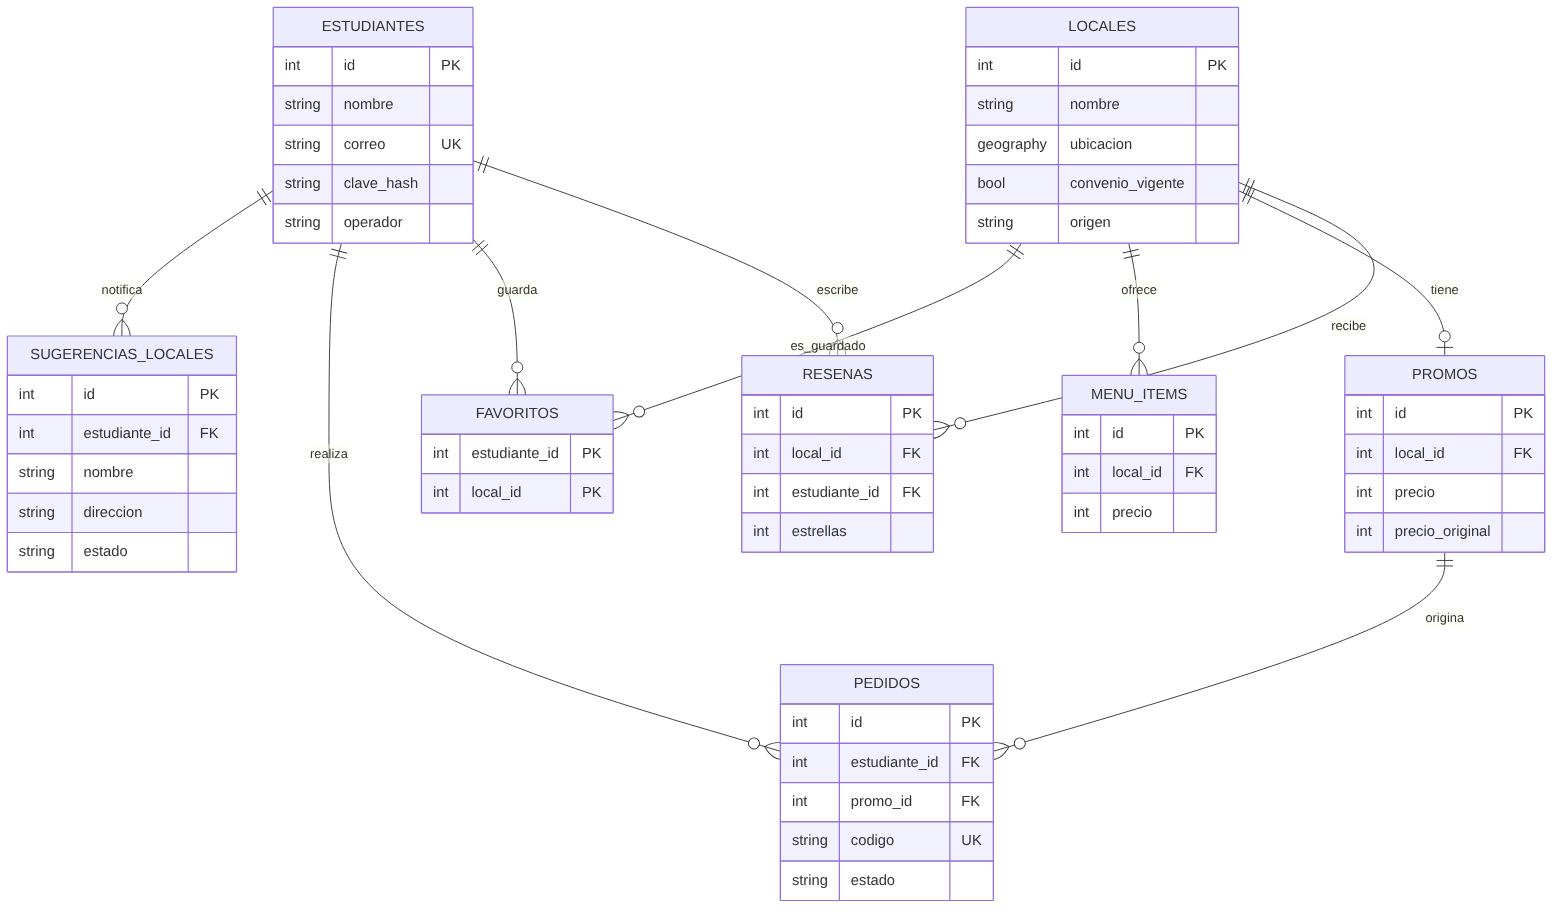 ESTUDIANTES
int id PK
string nombre
string correo UK
string clave_hash
string operador
LOCALES
int id PK
string nombre
geography ubicacion
bool convenio_vigente
string origen
notifica
guarda
escribe
ofrece
tiene
recibe
es_guardado
realiza
SUGERENCIAS_LOCALES
int id PK
int estudiante_id FK
string nombre
string direccion
string estado
FAVORITOS
int estudiante_id PK
int local_id PK
RESENAS
int id PK
int local_id FK
int estudiante_id FK
int estrellas
MENU_ITEMS
int id PK
int local_id FK
int precio
PROMOS
int id PK
int local_id FK
int precio
int precio_original
origina
PEDIDOS
int id PK
int estudiante_id FK
int promo_id FK
string codigo UK
string estado